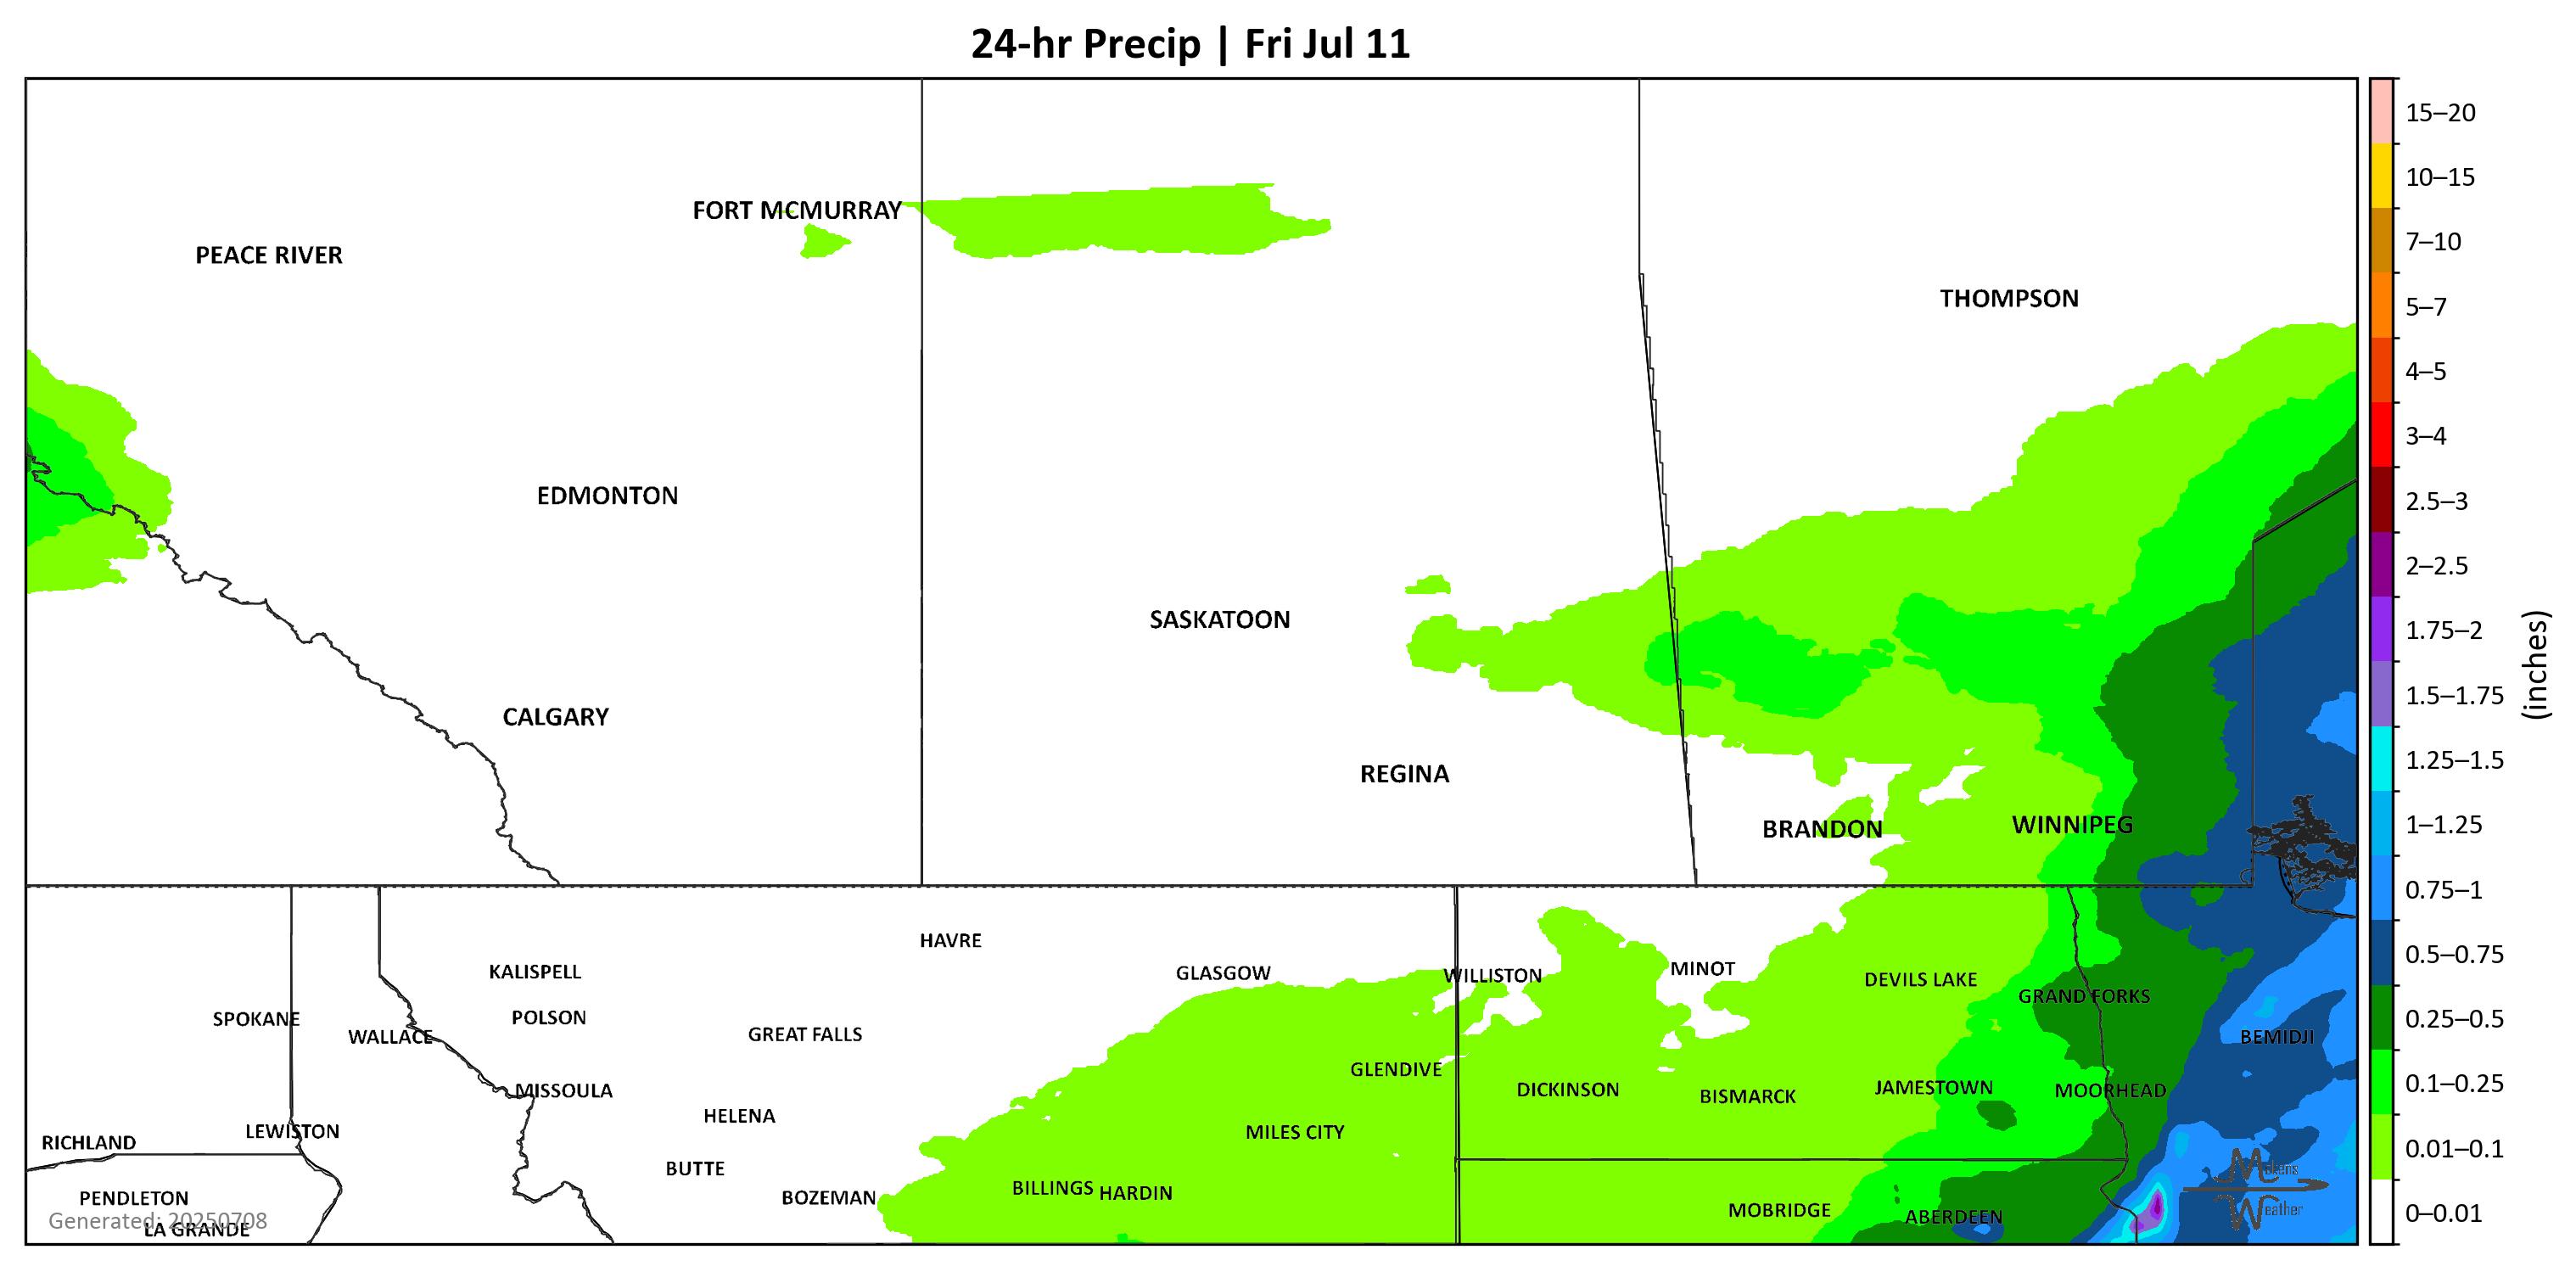 24-hr Precip | Fri Jul 11
FORT MCMURRAY
PEACE RIVER
THOMPSON
EDMONTON
SASKATOON
CALGARY
REGINA
BRANDON
WINNIPEG
HAVRE
KALISPELL
GLASGOW
WILLISTON
MINOT
DEVILS LAKE
GRAND FORKS
SPOKANE
POLSON
WALLACE
GREAT FALLS
BEMIDJI
GLENDIVE
MISSOULA
DICKINSON
BISMARCK
JAMESTOWN
MOORHEAD
HELENA
LEWISTON
RICHLAND
MILES CITY
BUTTE
BILLINGS
HARDIN
PENDLETON
BOZEMAN
MOBRIDGE
ABERDEEN
Generated: 20250708
LA GRANDE
Makens
Weather
15–20
10–15
7–10
5–7
4–5
3–4
2.5–3
2–2.5
1.75–2
1.5–1.75
1.25–1.5
1–1.25
0.75–1
0.5–0.75
0.25–0.5
0.1–0.25
0.01–0.1
0–0.01
(inches)